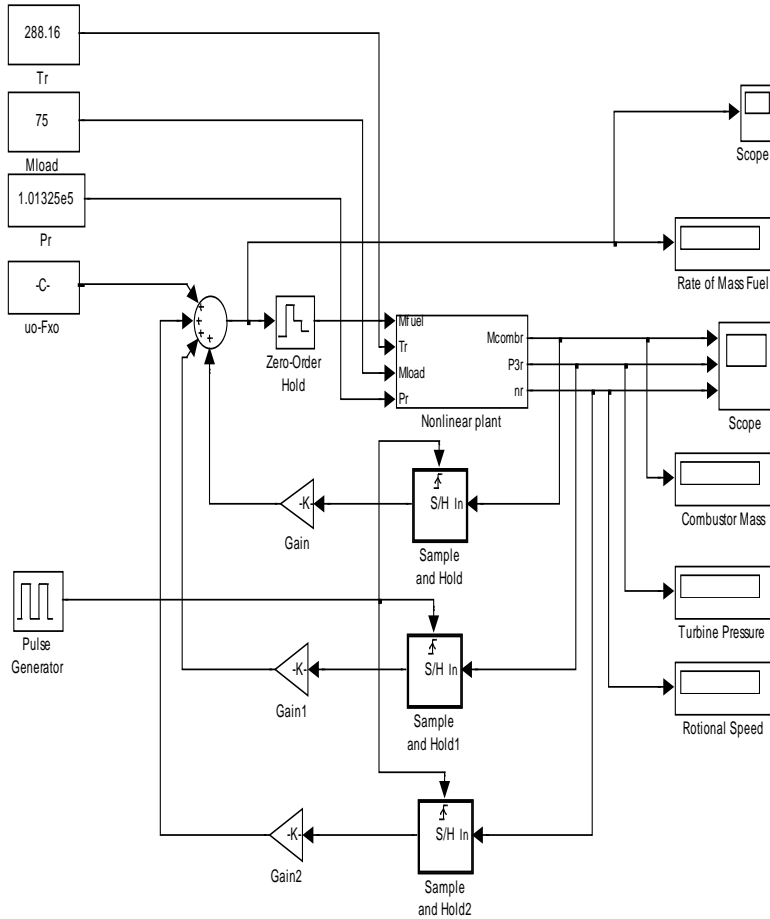 288.16
Tr
75
Mload
1.01325e5
Pr
-C-
uo-Fxo
+
+
+
+
Zero-Order
Hold
Mfuel
Tr
Mload
Pr
Mcombr
P3r
nr
Nonlinear plant
Scope
Rate of Mass Fuel
Scope
-K-
Gain
S/H In
Sample
and Hold
Combustor Mass
Pulse
Generator
-K-
Gain1
S/H In
Sample
and Hold1
Turbine Pressure
Rotional Speed
-K-
Gain2
S/H In
Sample
and Hold2